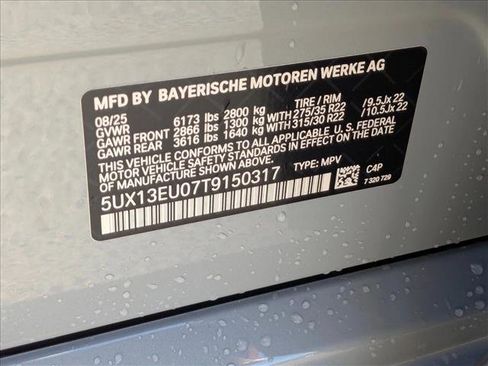 MFD BY BAYERISCHE MOTOREN WERKE AG
08/25 6173 lbs 2800 kg TIRE / RIM
GVWR
GAWR FRONT 2866 lbs 1300 kg WITH 275/35 R22 /9.5Jx 22
GAWR REAR 3616 lbs 1640 kg WITH 315/30 R22 /10.5Jx 22
THIS VEHICLE CONFORMS TO ALL APPLICABLE U.S. FEDERAL
MOTOR VEHICLE SAFETY STANDARDS IN EFFECT ON THE
DATE OF MANUFACTURE SHOWN ABOVE.
5UX13EU07T9150317 TYPE: MPV C4P
7 320 729